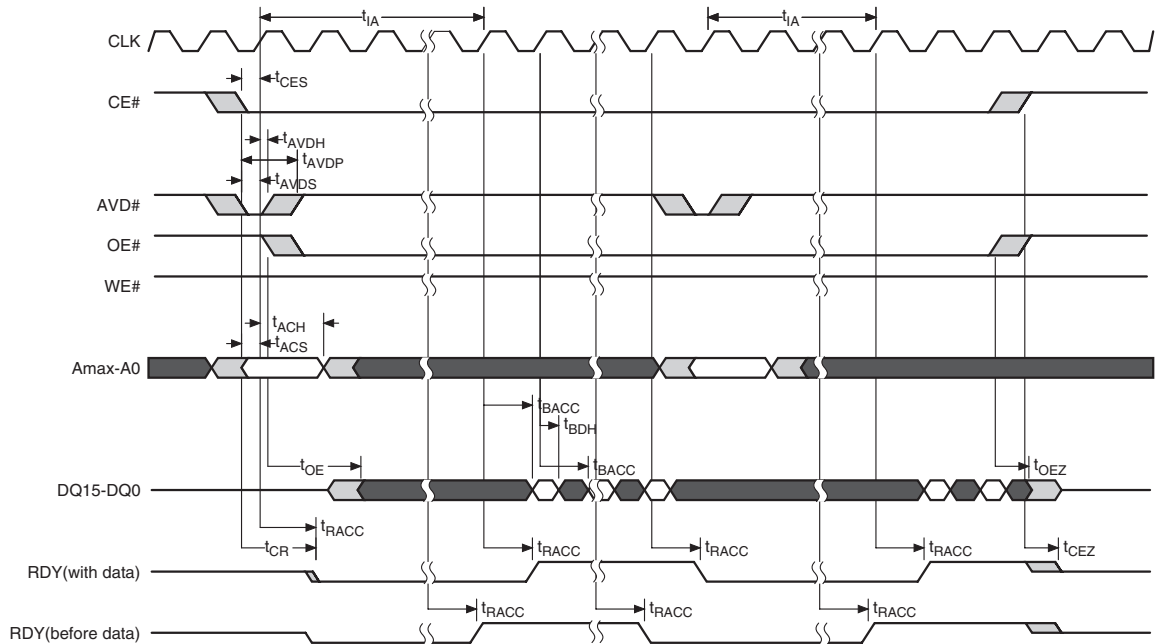 tIA tIA
CLK
tCES
CE#
tAVDH
tAVDP
tAVDS
AVD#
OE#
WE#
tACH
tACS
Amax-A0
tBACC
tBDH
tOE tBACC tOEZ
DQ15-DQ0
tRACC
tCR tRACC tRACC tRACC tCEZ
RDY(with data)
tRACC tRACC tRACC
RDY(before data)